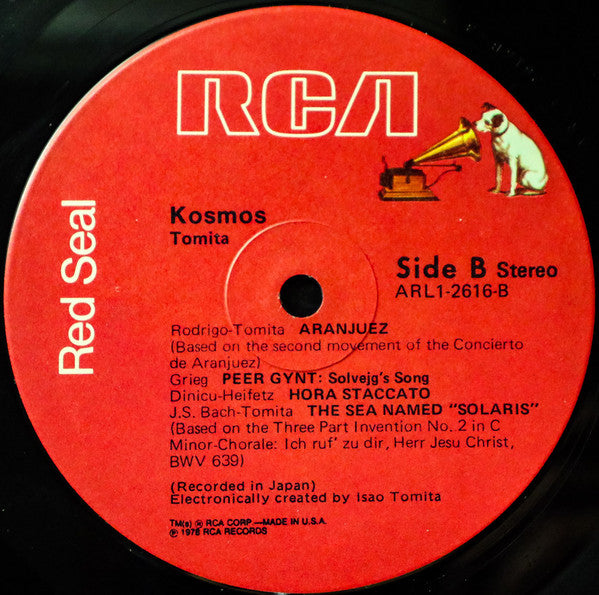 RCA
Red Seal
Kosmos
Tomita
Side B Stereo
ARL1-2616-B
Rodrigo-Tomita ARANJUEZ
(Based on the second movement of the Concierto
de Aranjuez)
Grieg PEER GYNT: Solvejg's Song
Dinicu-Heifetz HORA STACCATO
J.S. Bach-Tomita THE SEA NAMED "SOLARIS"
(Based on the Three Part Invention No. 2 in C
Minor-Chorale: Ich ruf' zu dir, Herr Jesu Christ,
BWV 639)
(Recorded in Japan)
Electronically created by Isao Tomita
TM(s) ® RCA CORP.—MADE IN U.S.A.
℗ 1978 RCA RECORDS